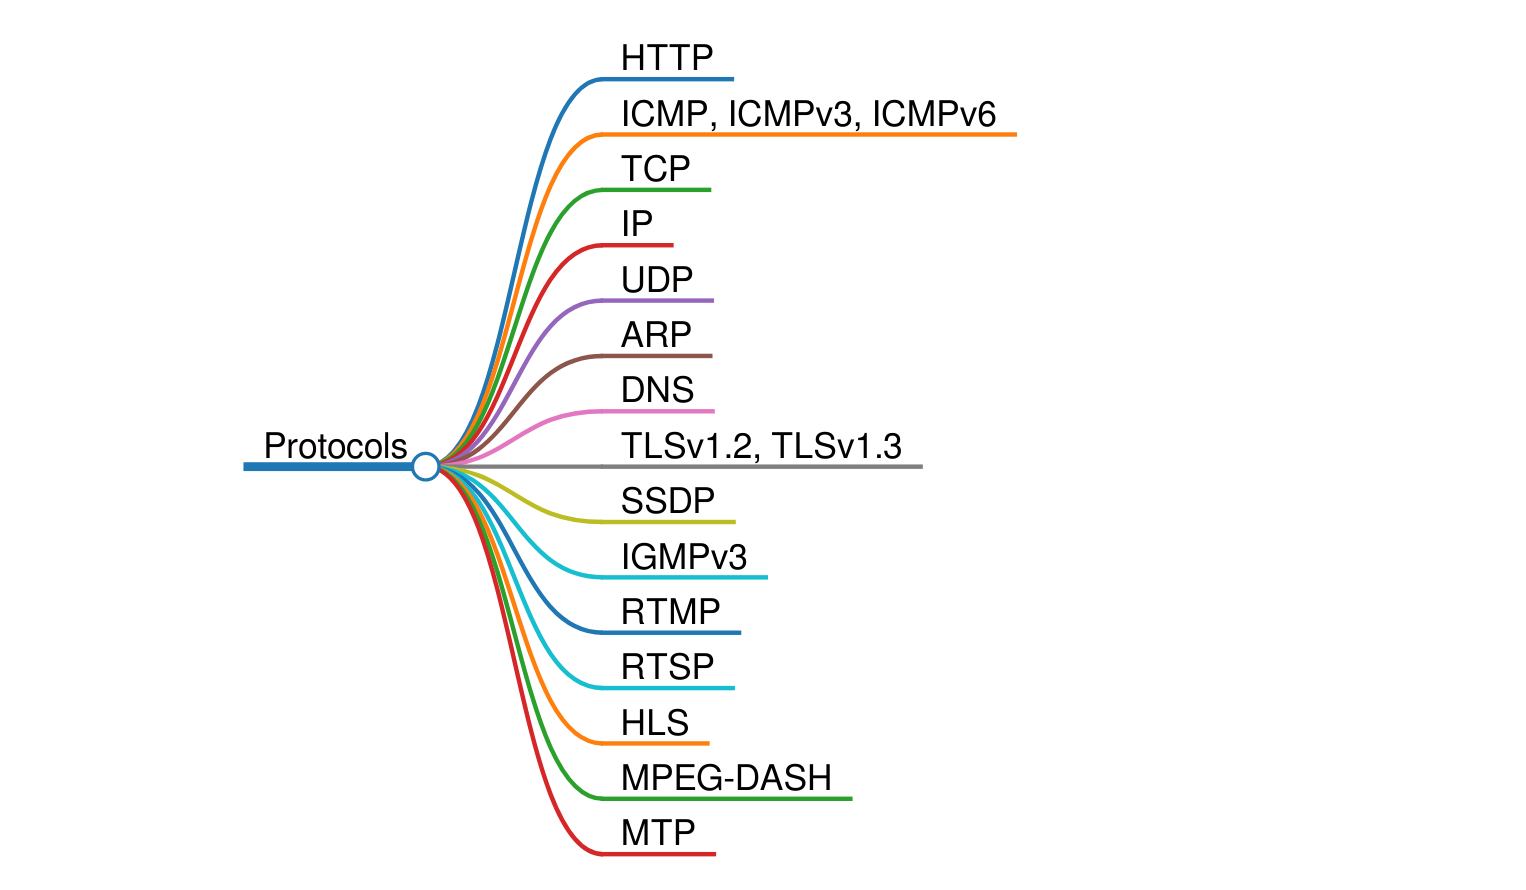 HTTP
ICMP, ICMPv3, ICMPv6
TCP
IP
UDP
ARP
DNS
Protocols
TLSv1.2, TLSv1.3
SSDP
IGMPv3
RTMP
RTSP
HLS
MPEG-DASH
MTP